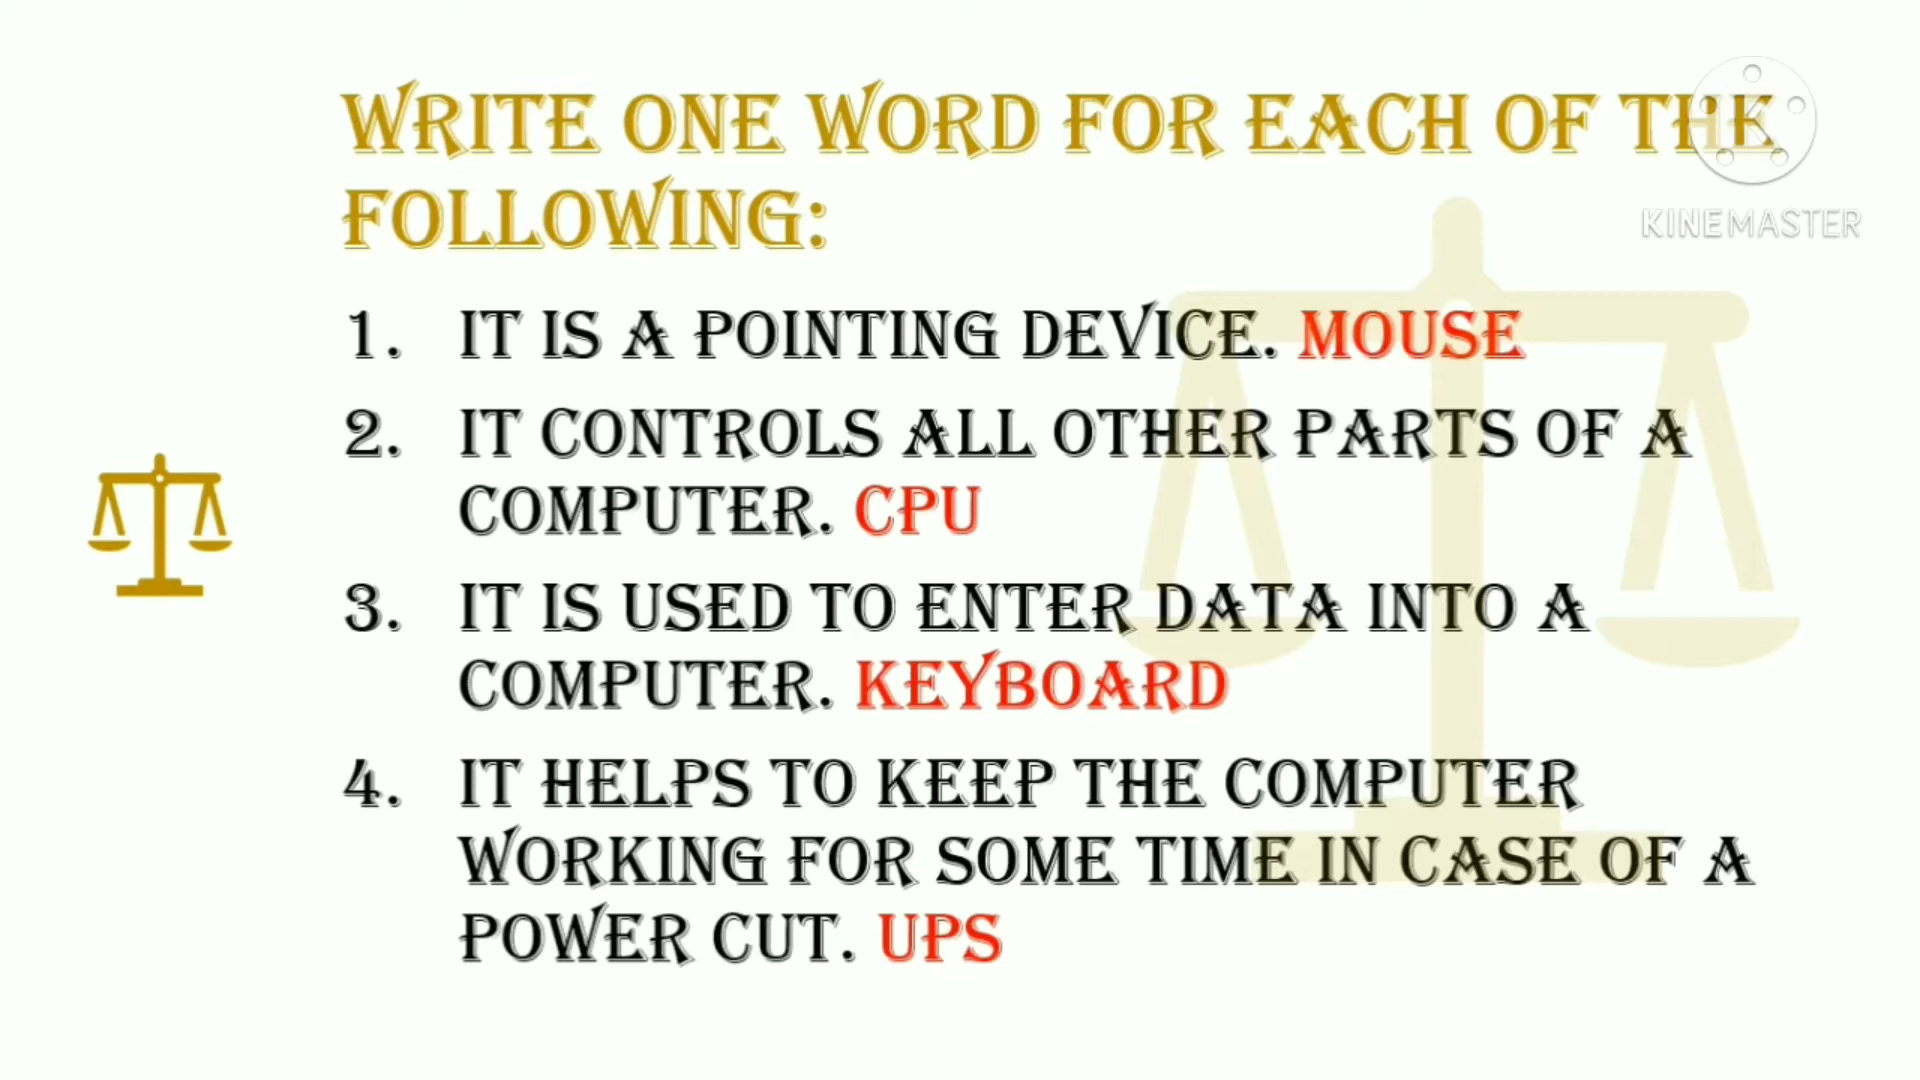 WRITE ONE WORD FOR EACH OF THE
FOLLOWING:
KINEMASTER
1. IT IS A POINTING DEVICE. MOUSE
2. IT CONTROLS ALL OTHER PARTS OF A
COMPUTER. CPU
3. IT IS USED TO ENTER DATA INTO A
COMPUTER. KEYBOARD
4. IT HELPS TO KEEP THE COMPUTER
WORKING FOR SOME TIME IN CASE OF A
POWER CUT. UPS